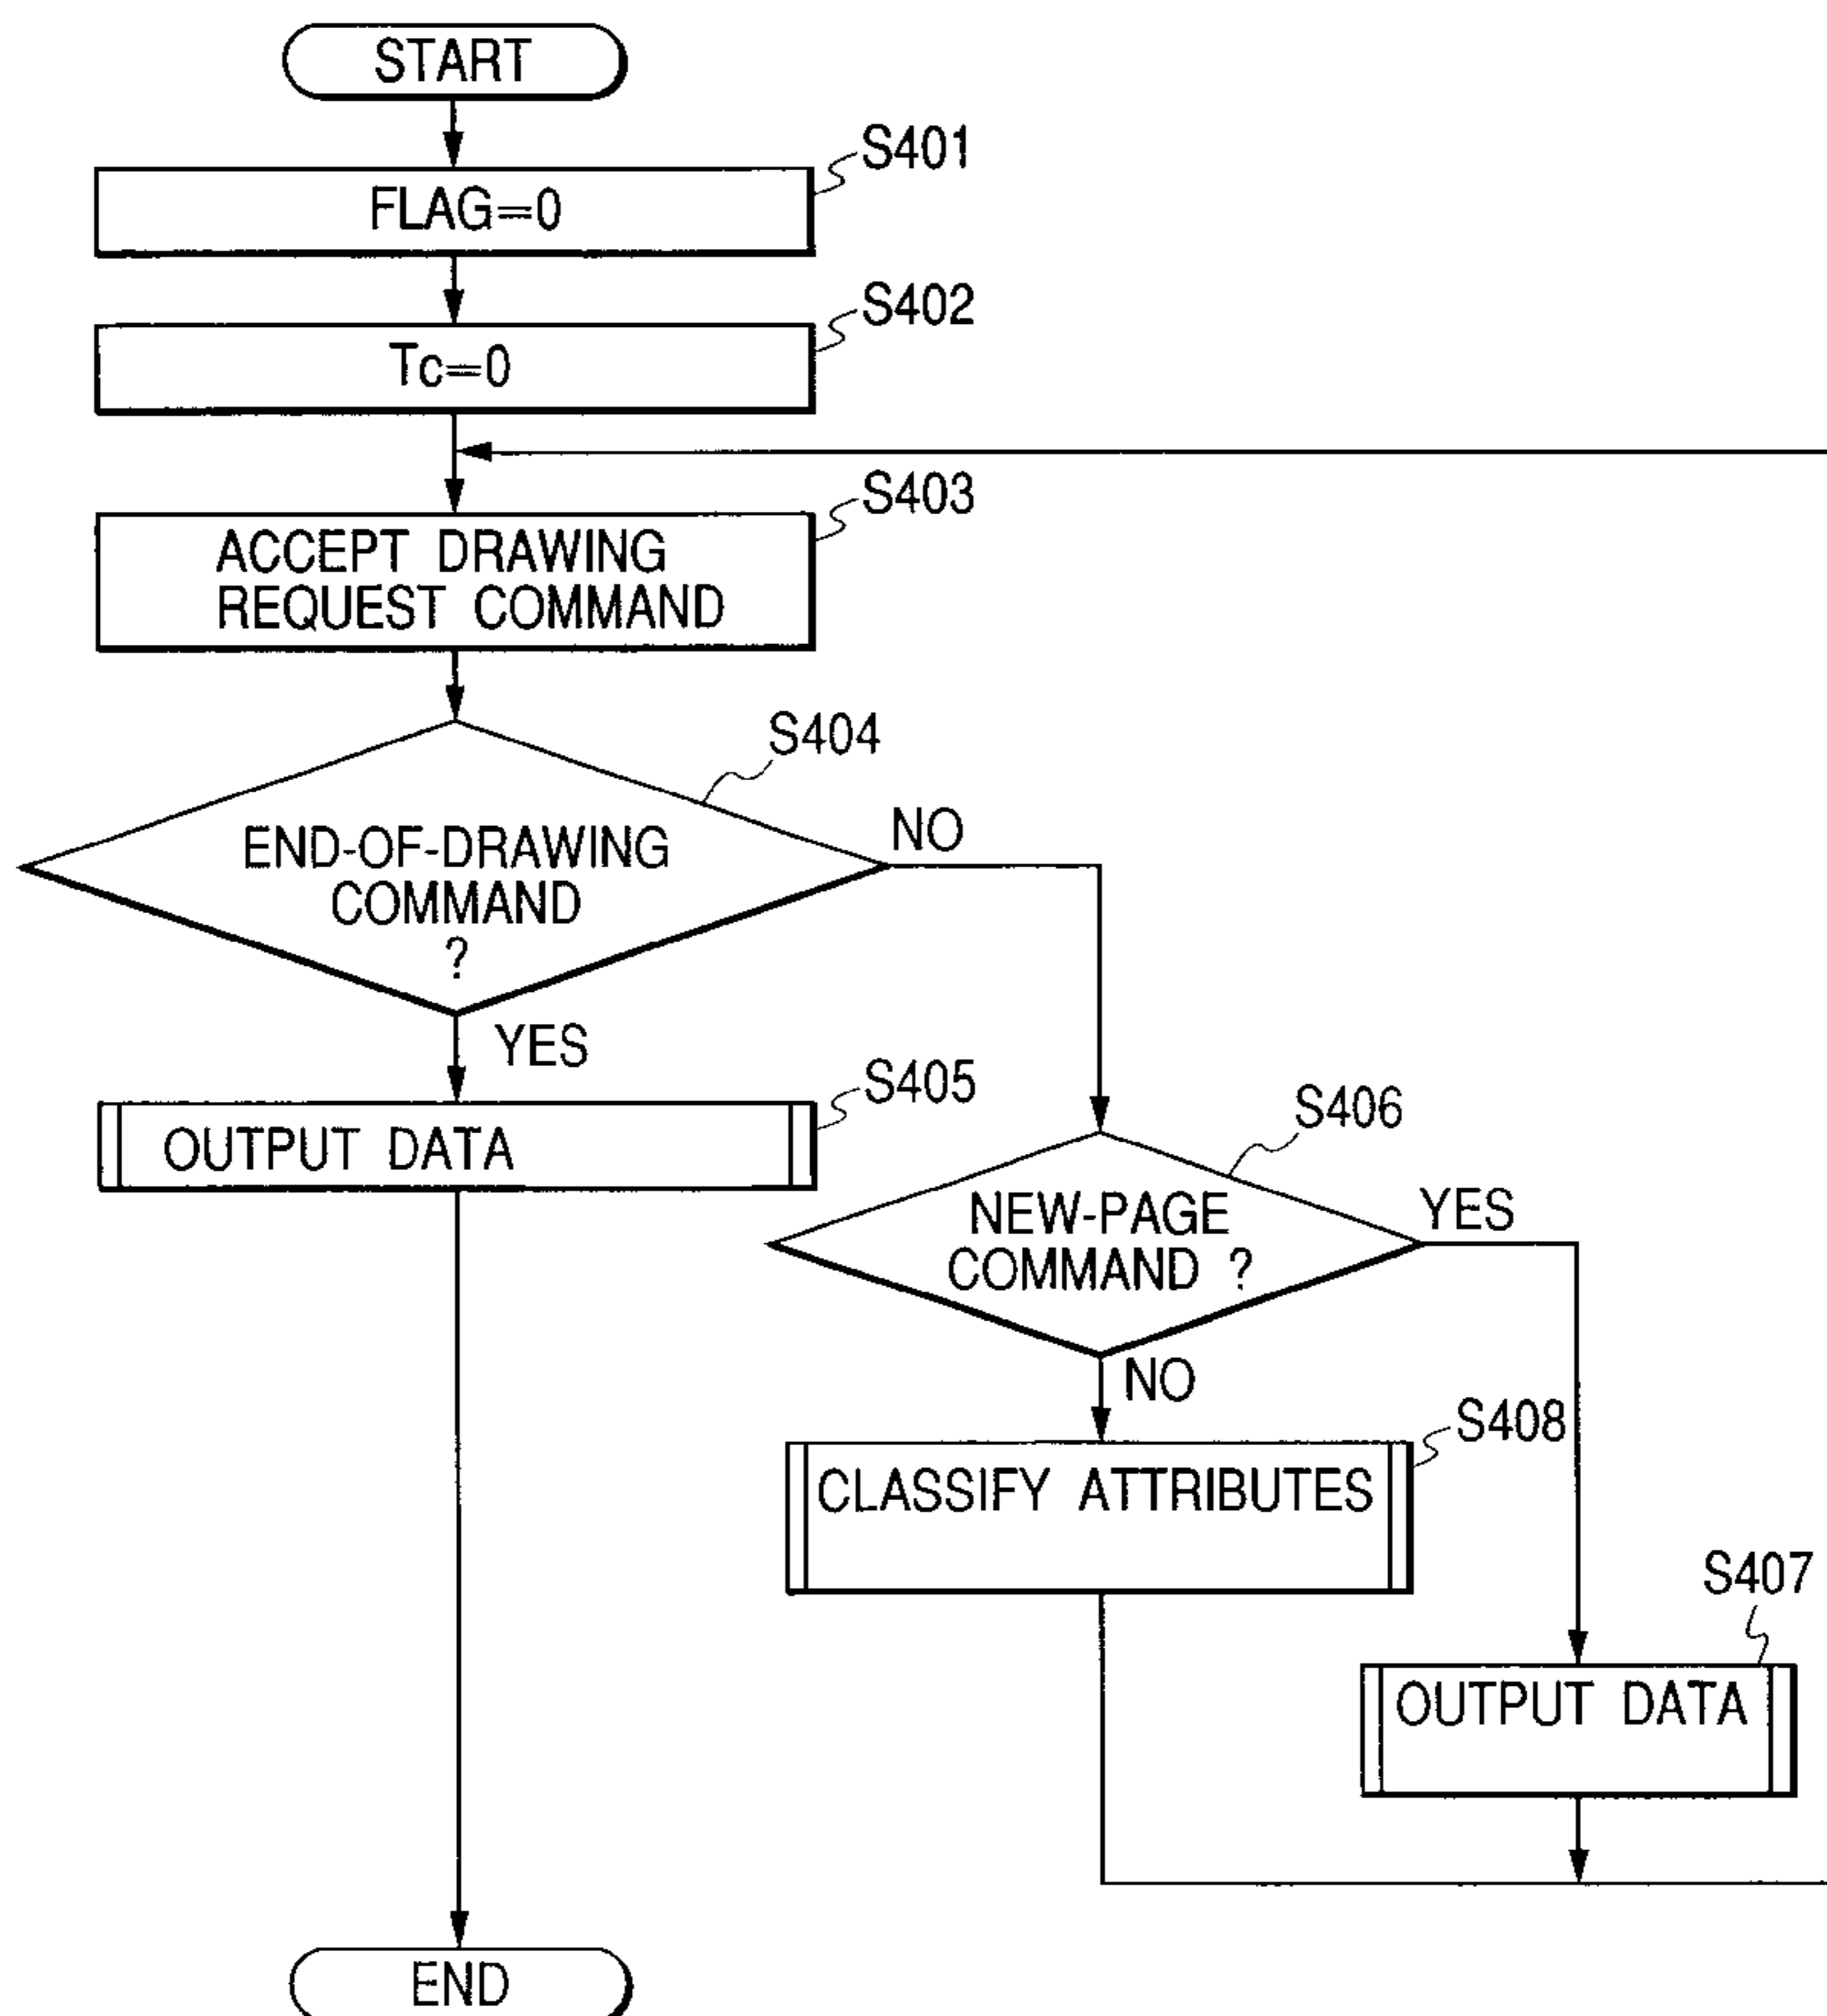 START
S401
FLAG=0
S402
Tc=0
S403
ACCEPT DRAWING
REQUEST COMMAND
S404
NO
END-OF-DRAWING
COMMAND
?
YES
S405
OUTPUT DATA
S406
NEW-PAGE
COMMAND ?
YES
NO
S408
CLASSIFY ATTRIBUTES
S407
OUTPUT DATA
END